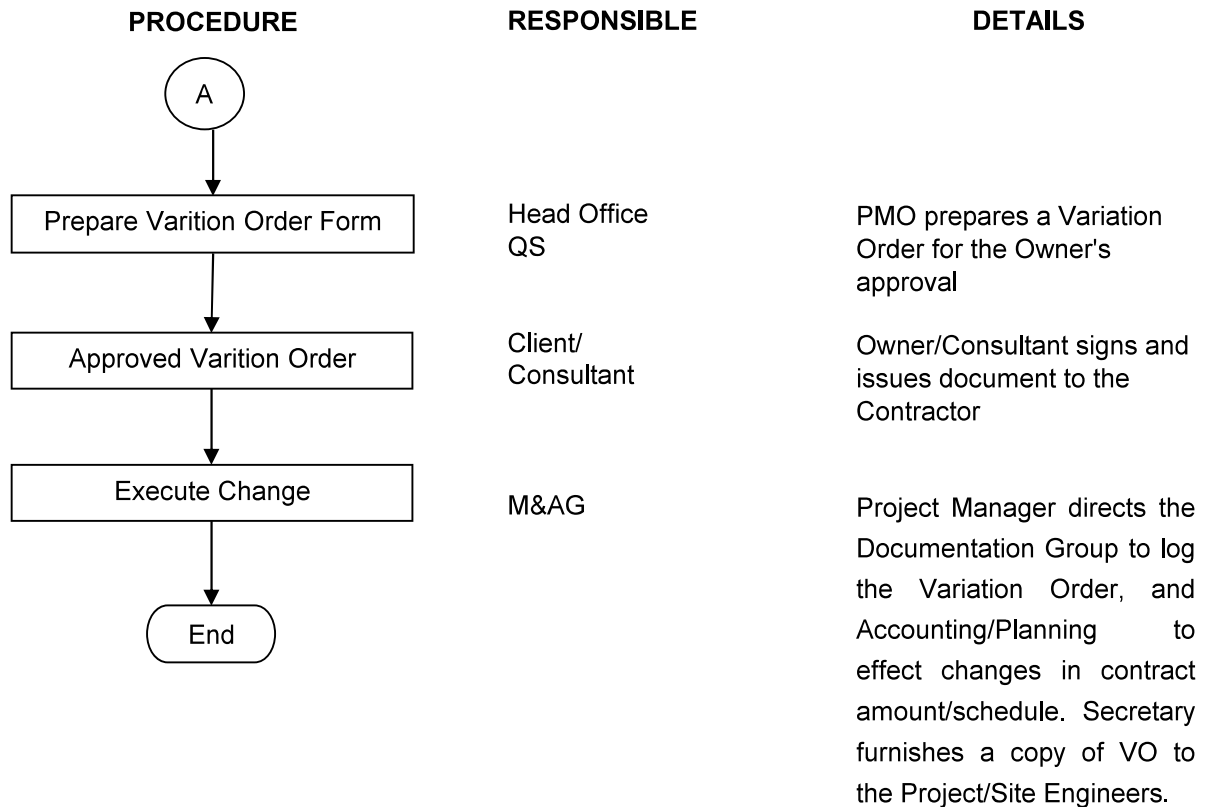 PROCEDURE RESPONSIBLE DETAILS
A
Prepare Varition Order Form
Head Office
QS
PMO prepares a Variation
Order for the Owner's
approval
Approved Varition Order
Client/
Consultant
Owner/Consultant signs and
issues document to the
Contractor
Execute Change
M&AG
Project Manager directs the
Documentation Group to log
the Variation Order, and
Accounting/Planning to
effect changes in contract
amount/schedule. Secretary
furnishes a copy of VO to
the Project/Site Engineers.
End